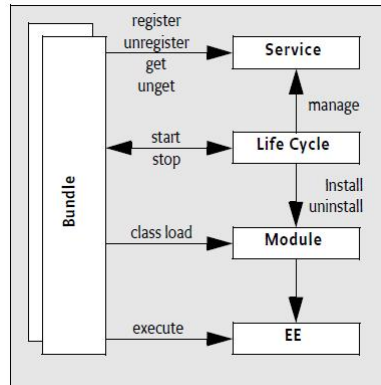 register
unregister
get
unget
Service
manage
start
stop
Life Cycle
Install
uninstall
Bundle
class load
Module
execute
EE